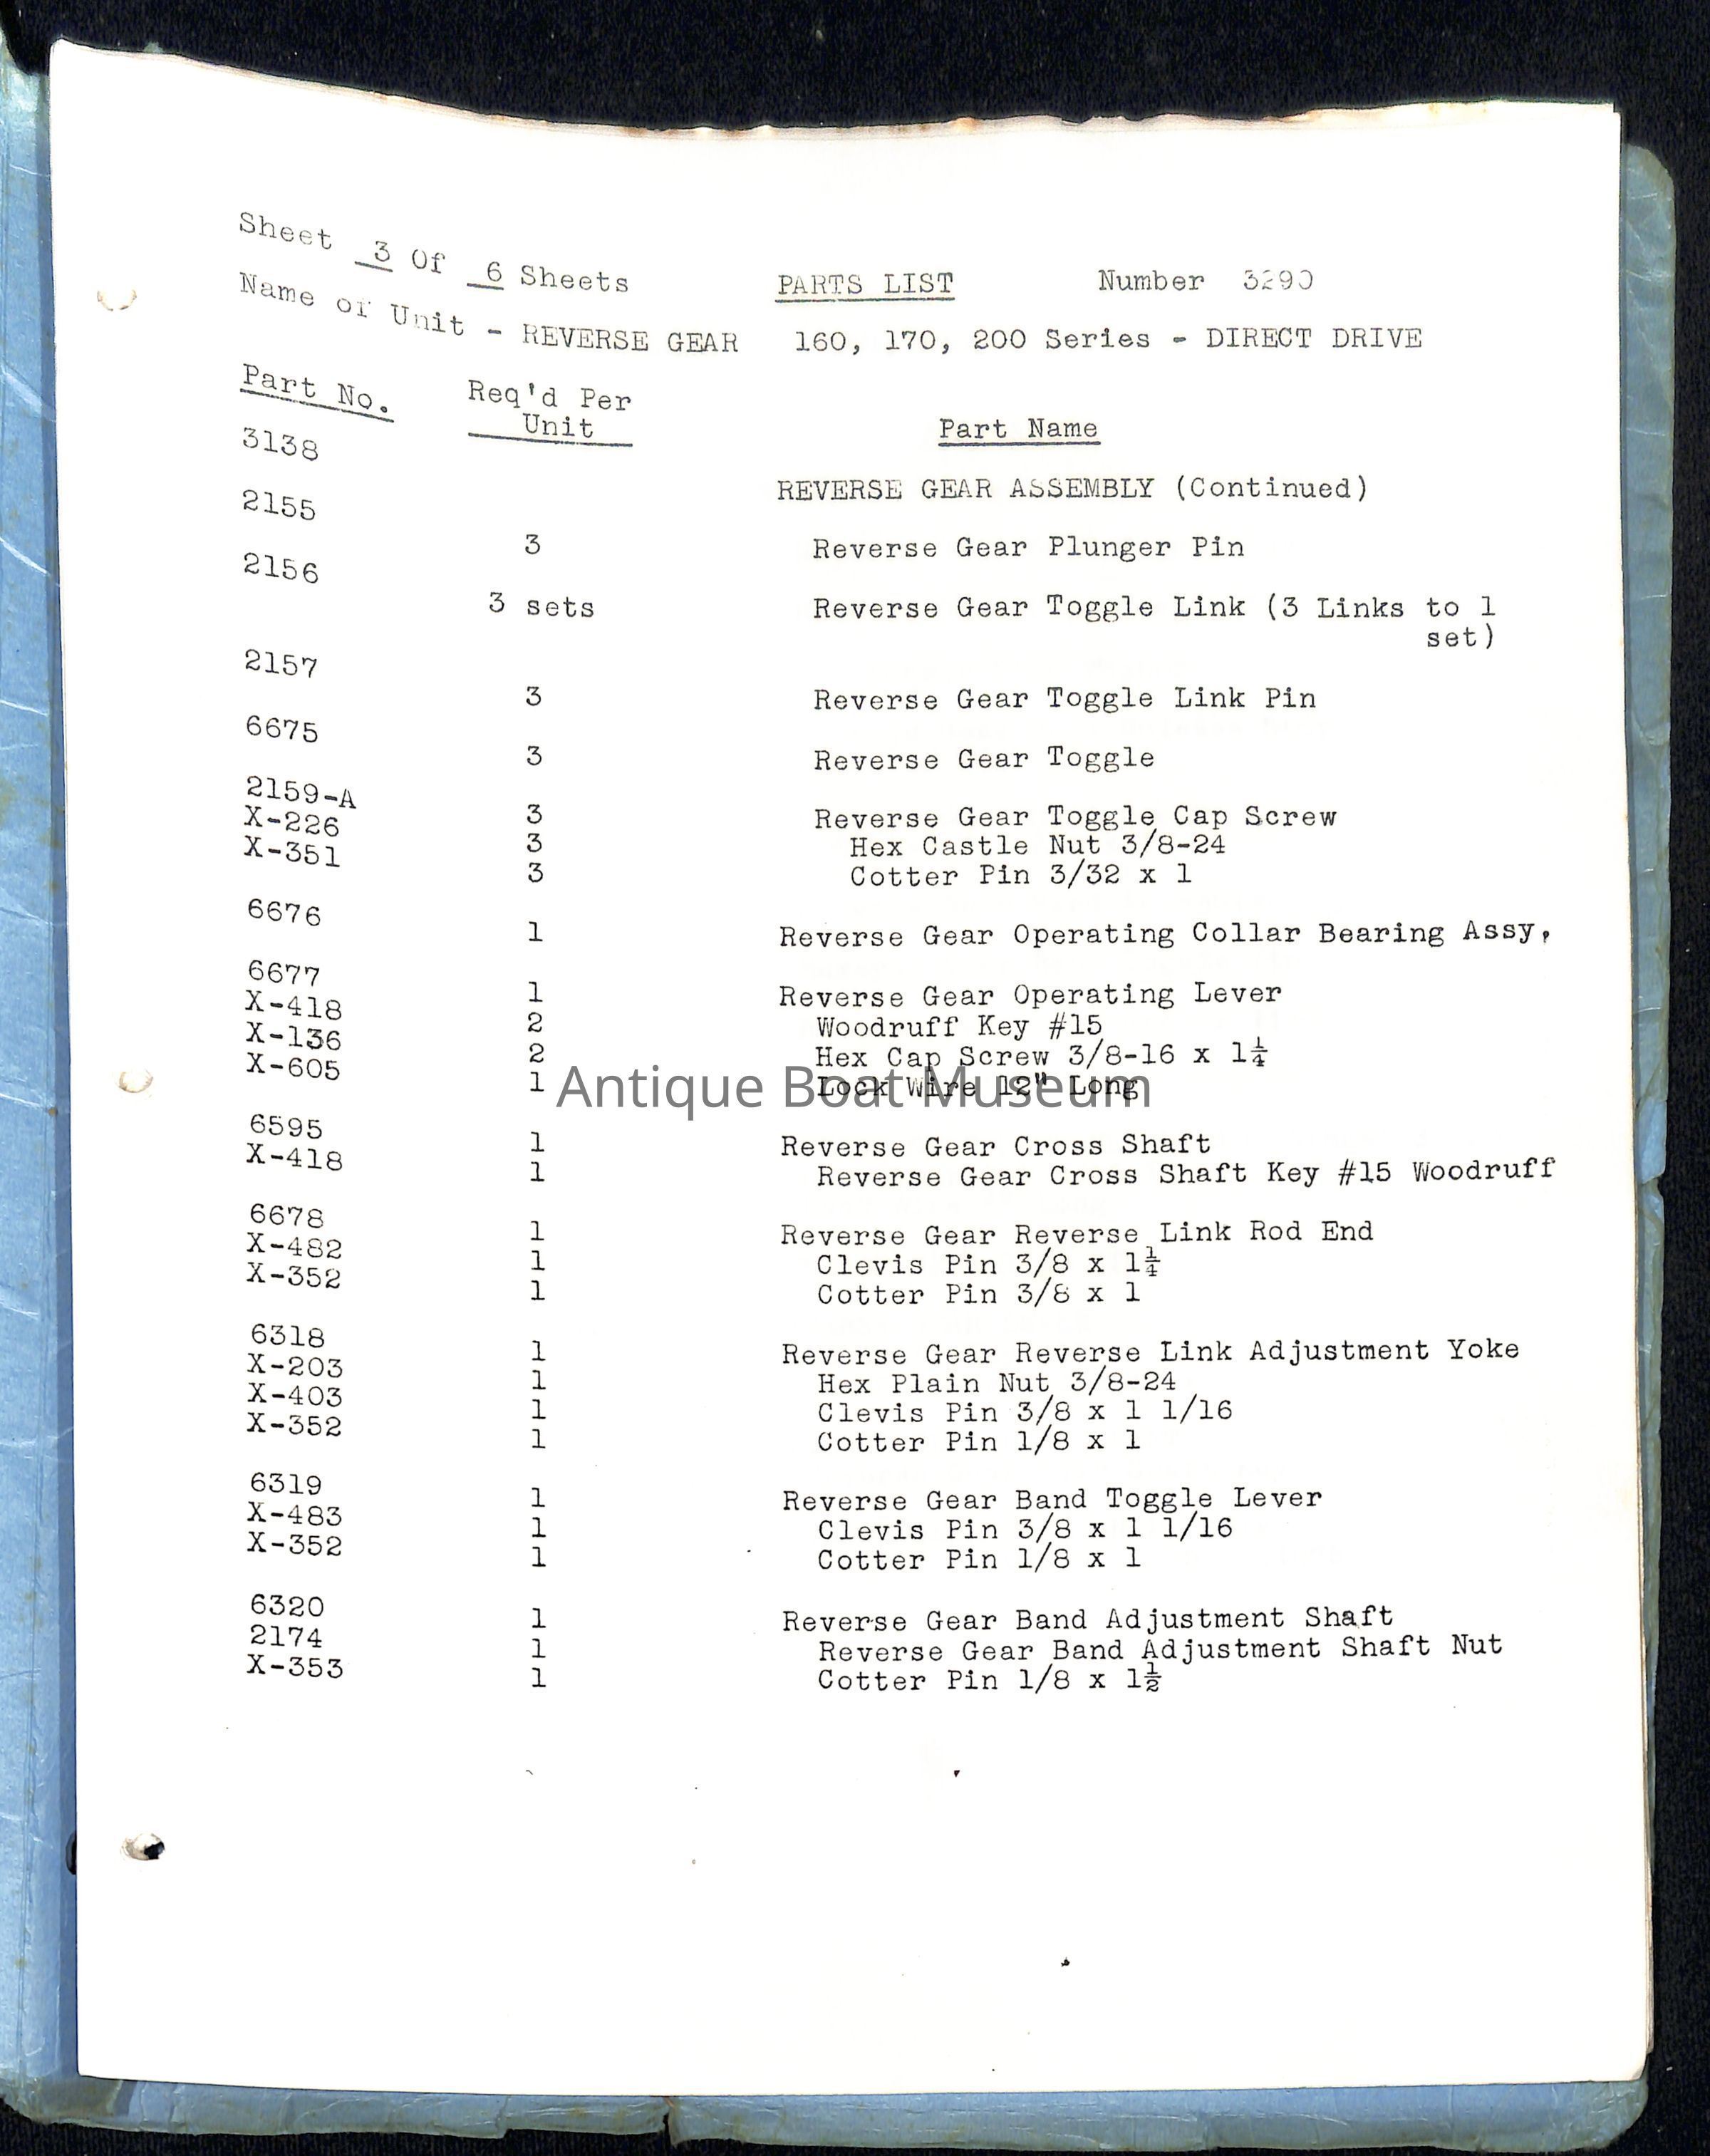 Sheet 3 Of 6 Sheets PARTS LIST Number 3290
Name of Unit - REVERSE GEAR 160, 170, 200 Series - DIRECT DRIVE
Part No. Req'd Per
Unit Part Name
3138 REVERSE GEAR ASSEMBLY (Continued)
2155 3 Reverse Gear Plunger Pin
2156 3 sets Reverse Gear Toggle Link (3 Links to 1
set)
2157 3 Reverse Gear Toggle Link Pin
6675 3 Reverse Gear Toggle
2159-A 3 Reverse Gear Toggle Cap Screw
X-226 3 Hex Castle Nut 3/8-24
X-351 3 Cotter Pin 3/32 x 1
6676 1 Reverse Gear Operating Collar Bearing Assy,
6677 1 Reverse Gear Operating Lever
X-418 2 Woodruff Key #15
X-136 2 Hex Cap Screw 3/8-16 x 1¼
X-605 1 Lock Wire 12" Long
Antique Boat Museum
6595 1 Reverse Gear Cross Shaft
X-418 1 Reverse Gear Cross Shaft Key #15 Woodruff
6678 1 Reverse Gear Reverse Link Rod End
X-482 1 Clevis Pin 3/8 x 1¼
X-352 1 Cotter Pin 3/8 x 1
6318 1 Reverse Gear Reverse Link Adjustment Yoke
X-203 1 Hex Plain Nut 3/8-24
X-403 1 Clevis Pin 3/8 x 1 1/16
X-352 1 Cotter Pin 1/8 x 1
6319 1 Reverse Gear Band Toggle Lever
X-483 1 Clevis Pin 3/8 x 1 1/16
X-352 1 Cotter Pin 1/8 x 1
6320 1 Reverse Gear Band Adjustment Shaft
2174 1 Reverse Gear Band Adjustment Shaft Nut
X-353 1 Cotter Pin 1/8 x 1½